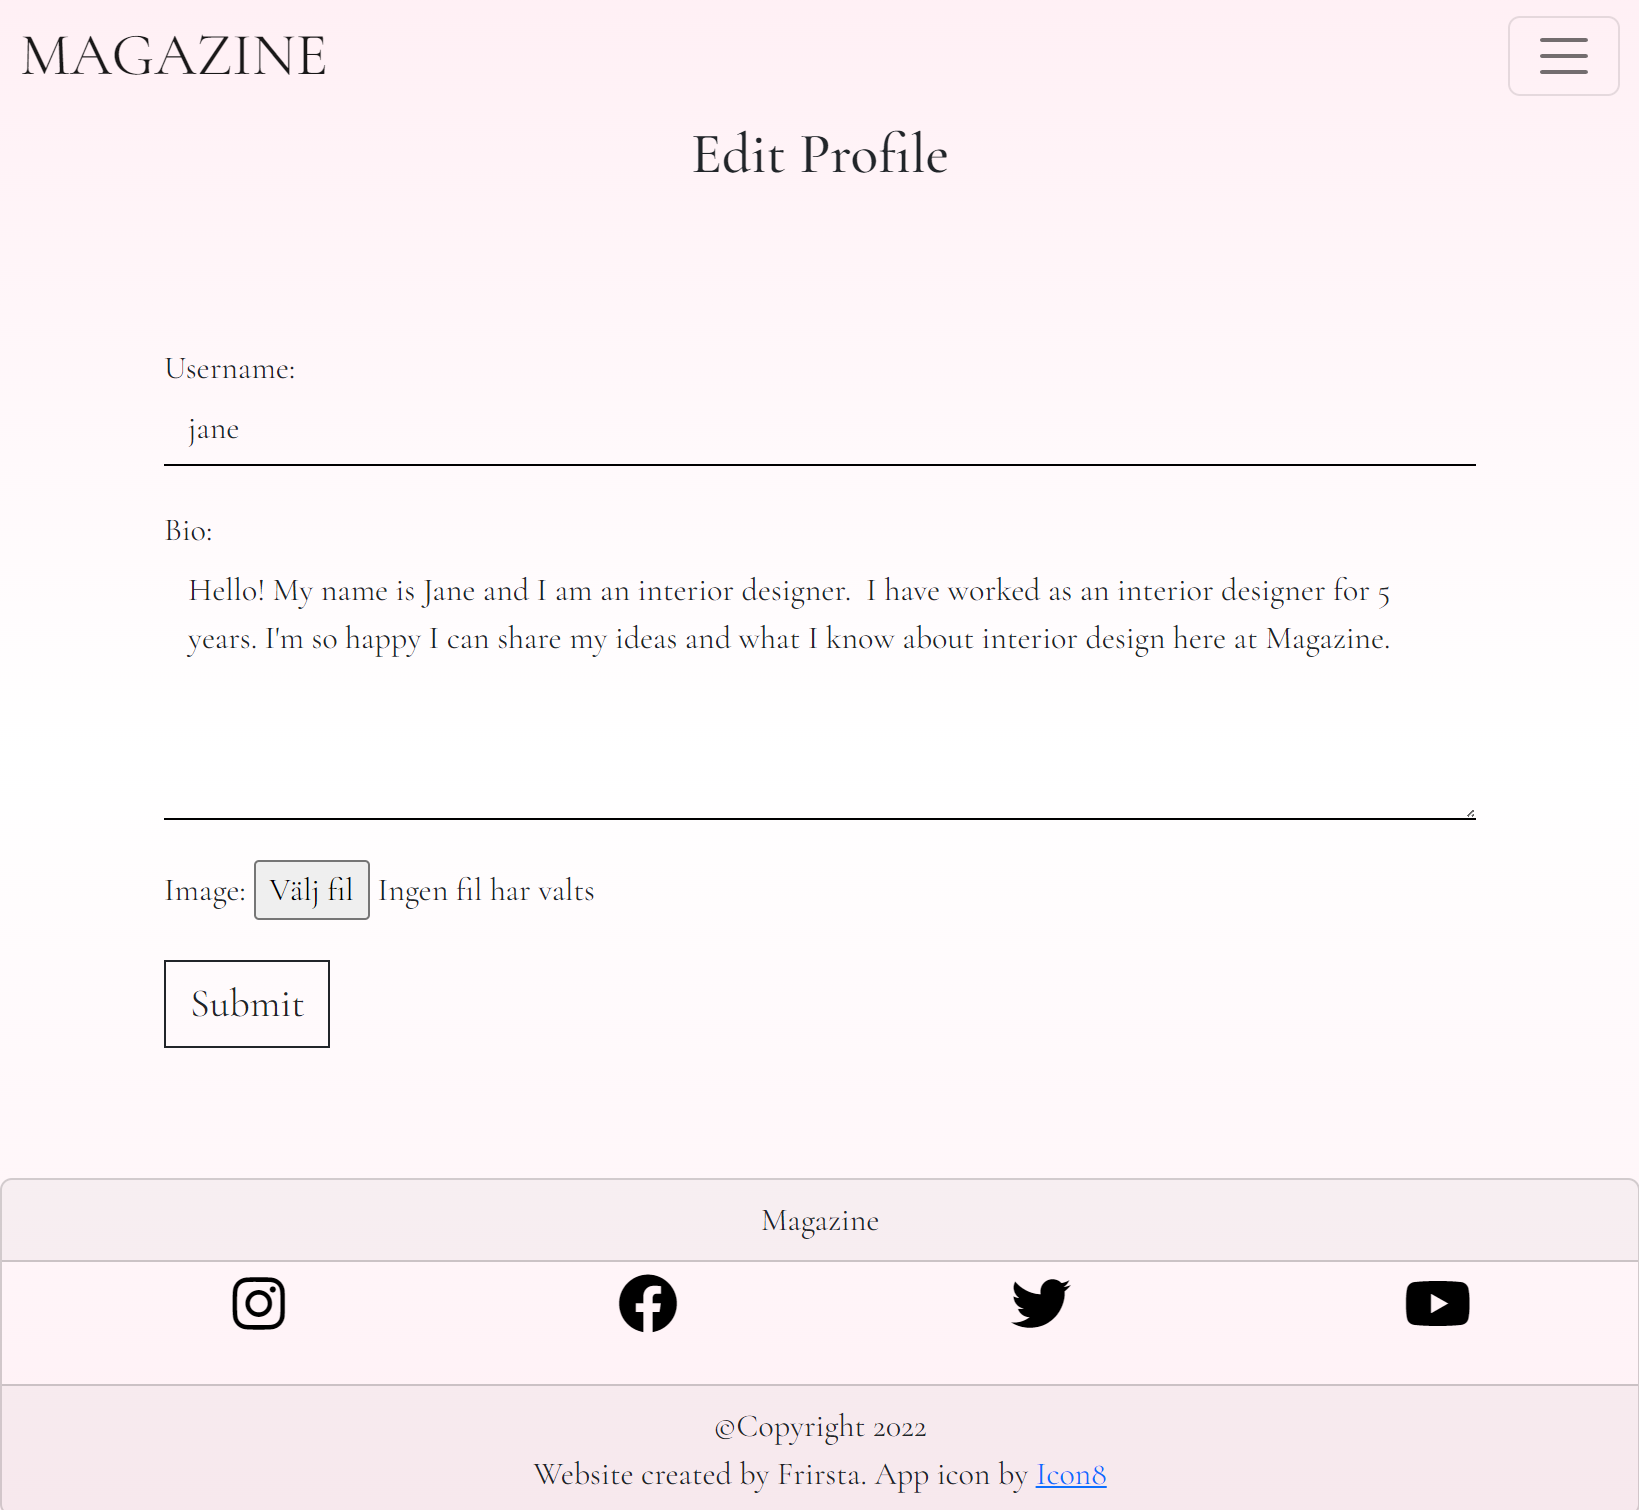 MAGAZINE
Edit Profile
Username:
jane
Bio:
Hello! My name is Jane and I am an interior designer.  I have worked as an interior designer for 5
years. I'm so happy I can share my ideas and what I know about interior design here at Magazine.
Image: Välj fil Ingen fil har valts
Submit
Magazine
©Copyright 2022
Website created by Frirsta. App icon by Icon8